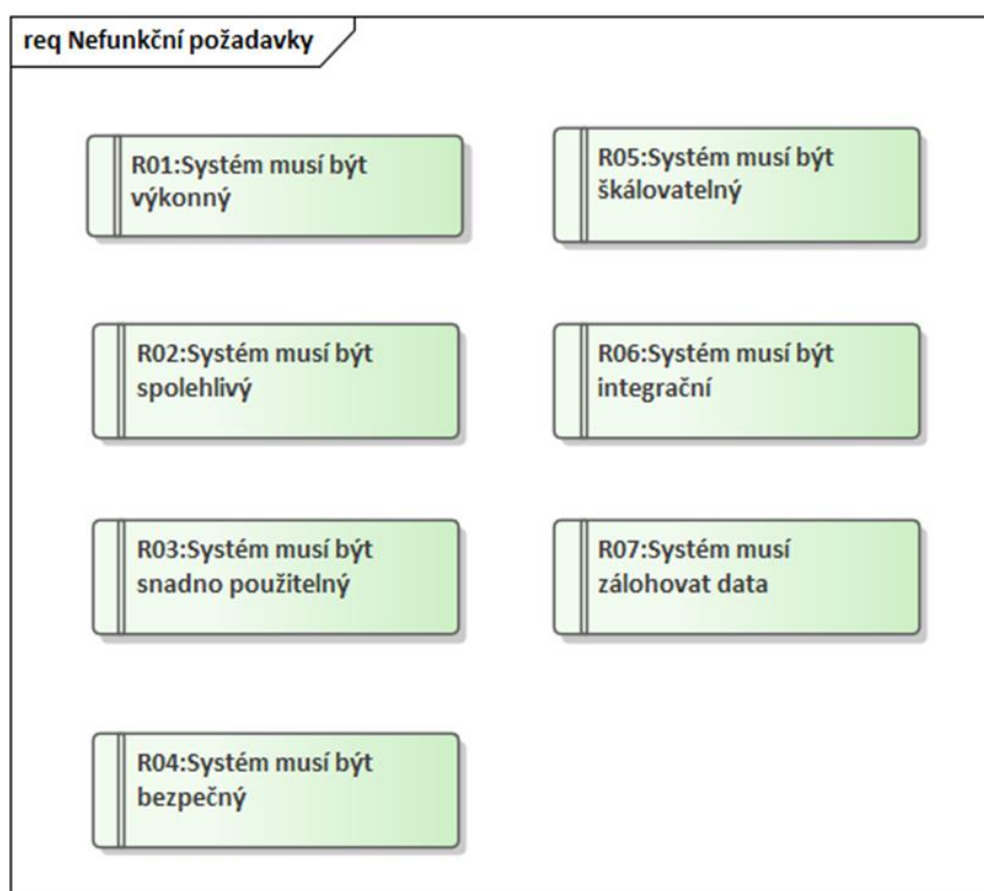 req Nefunkční požadavky
R01:Systém musí být
výkonný
R02:Systém musí být
spolehlivý
R03:Systém musí být
snadno použitelný
R04:Systém musí být
bezpečný
R05:Systém musí být
škálovatelný
R06:Systém musí být
integrační
R07:Systém musí
zálohovat data